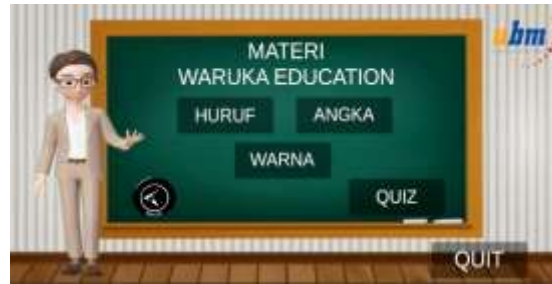 MATERI
WARUKA EDUCATION
HURUF
ANGKA
WARNA
QUIZ
QUIT
ubm